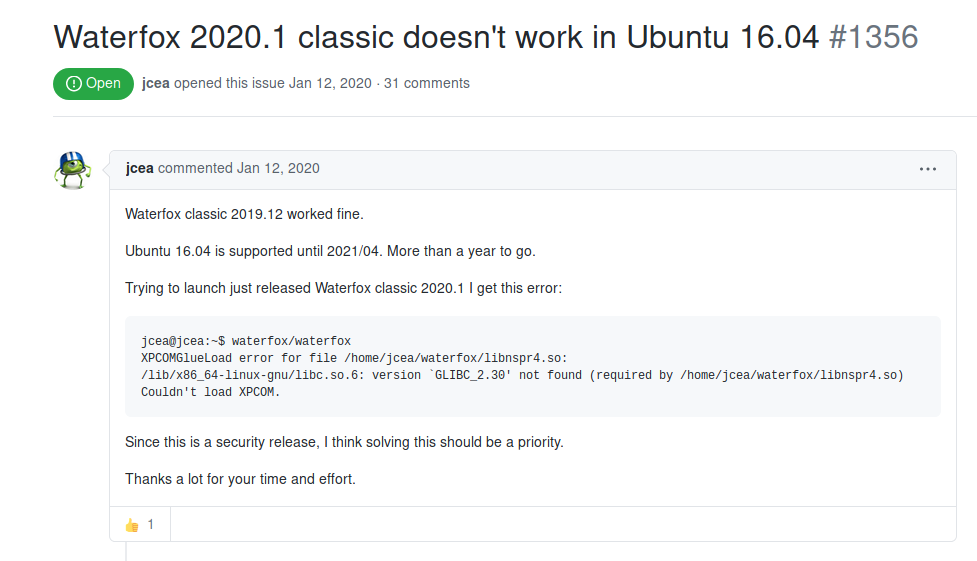 Waterfox 2020.1 classic doesn't work in Ubuntu 16.04 #1356
Open jcea opened this issue Jan 12, 2020 · 31 comments
jcea commented Jan 12, 2020
Waterfox classic 2019.12 worked fine.
Ubuntu 16.04 is supported until 2021/04. More than a year to go.
Trying to launch just released Waterfox classic 2020.1 I get this error:
jcea@jcea:~$ waterfox/waterfox
XPCOMGlueLoad error for file /home/jcea/waterfox/libnspr4.so:
/lib/x86_64-linux-gnu/libc.so.6: version `GLIBC_2.30' not found (required by /home/jcea/waterfox/libnspr4.so)
Couldn't load XPCOM.
Since this is a security release, I think solving this should be a priority.
Thanks a lot for your time and effort.
1